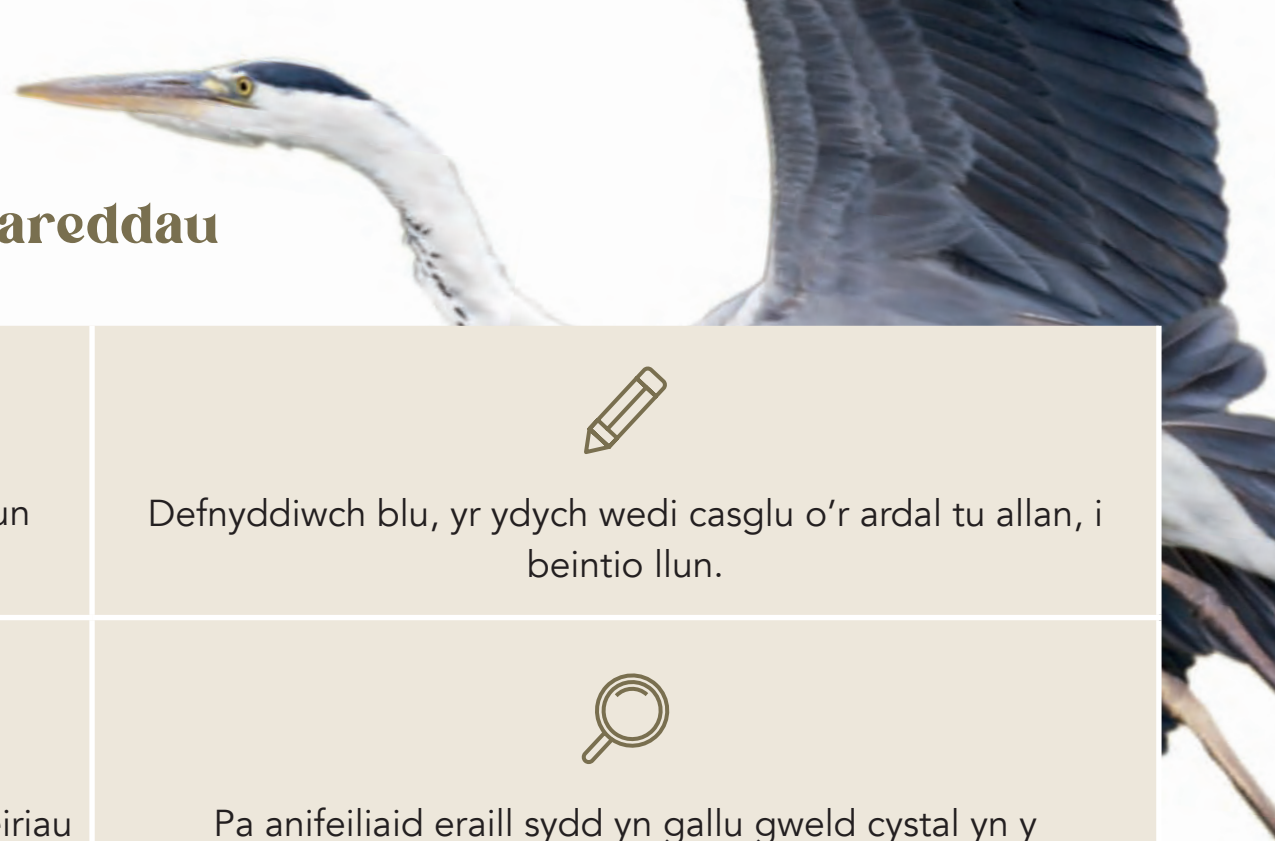 areddau
un
Defnyddiwch blu, yr ydych wedi casglu o’r ardal tu allan, i
beintio llun.
iriau
Pa anifeiliaid eraill sydd yn gallu gweld cystal yn y